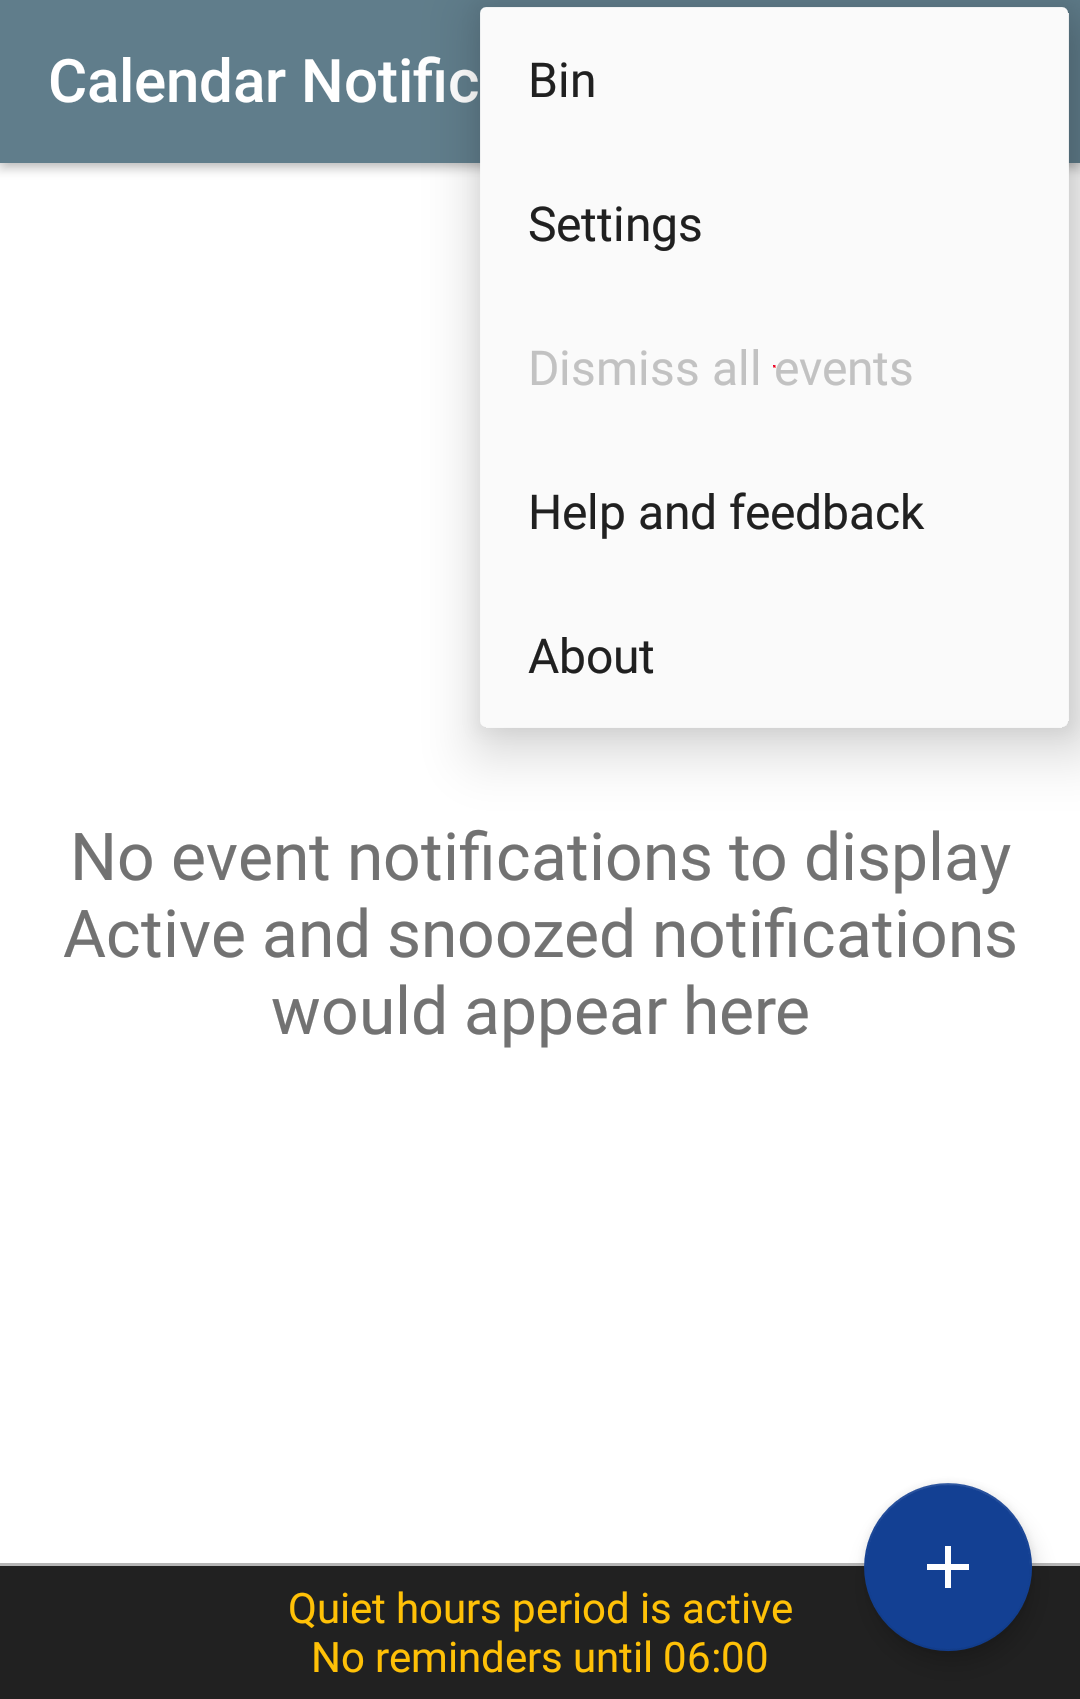 Calendar Notific
Bin
Settings
Dismiss all events
Help and feedback
About
No event notifications to display
Active and snoozed notifications
would appear here
Quiet hours period is active
No reminders until 06:00